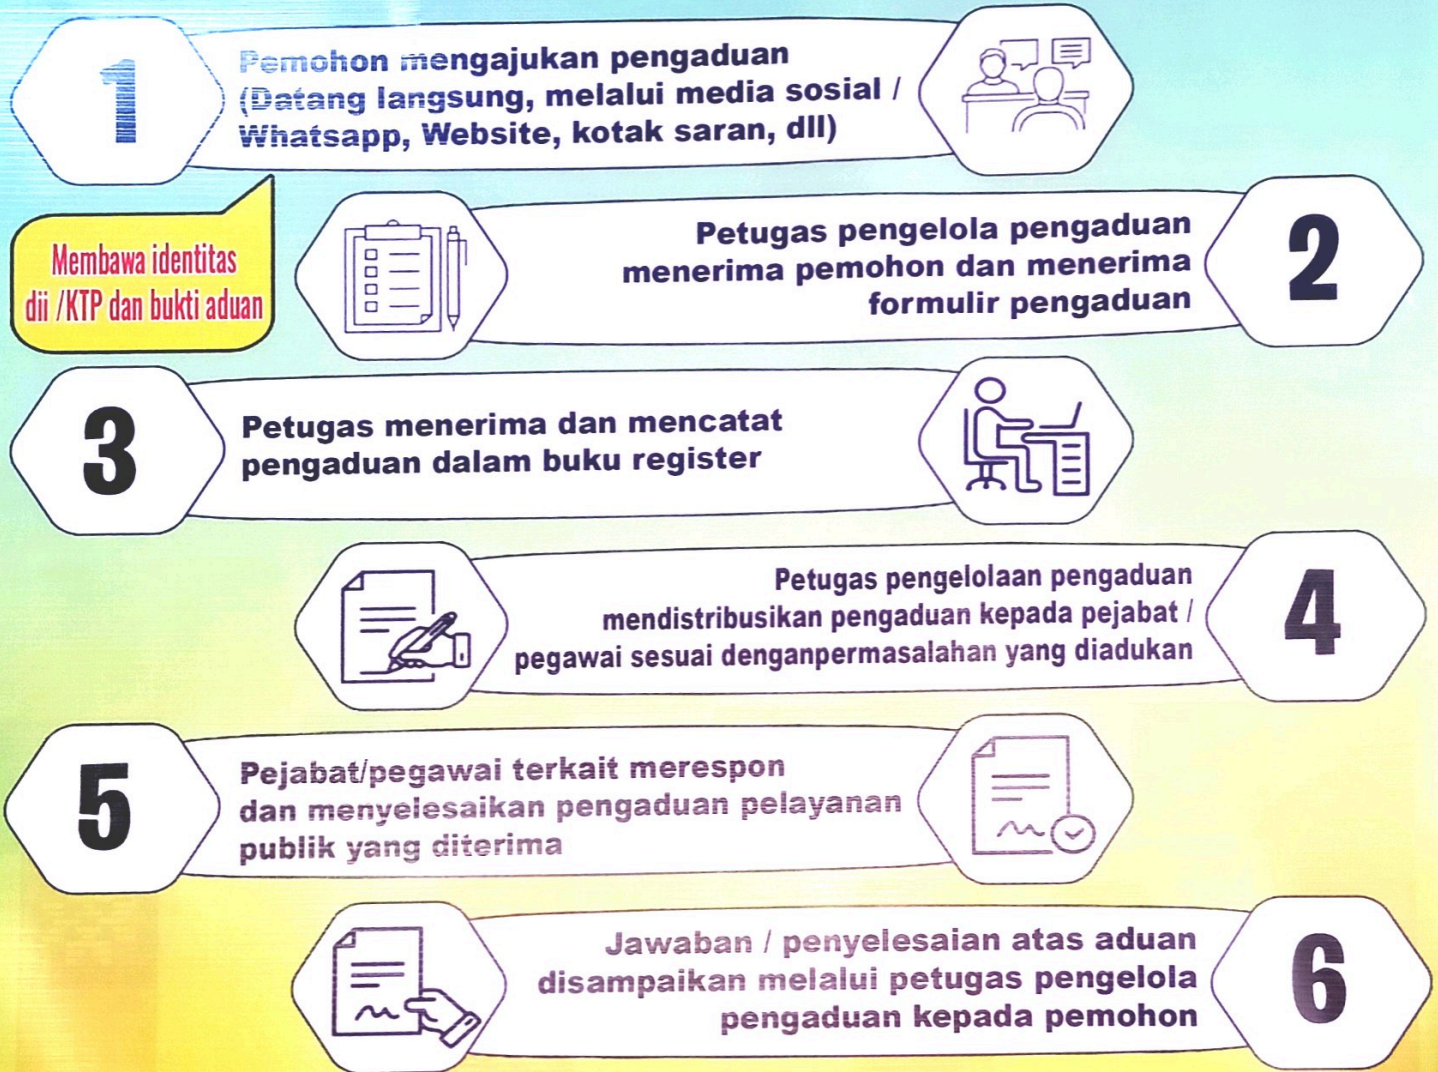 1
Pemohon mengajukan pengaduan
(Datang langsung, melalui media sosial /
Whatsapp, Website, kotak saran, dll)
Membawa identitas
dii /KTP dan bukti aduan
Petugas pengelola pengaduan
menerima pemohon dan menerima
formulir pengaduan
2
3
Petugas menerima dan mencatat
pengaduan dalam buku register
Petugas pengelolaan pengaduan
mendistribusikan pengaduan kepada pejabat /
pegawai sesuai denganpermasalahan yang diadukan
4
5
Pejabat/pegawai terkait merespon
dan menyelesaikan pengaduan pelayanan
publik yang diterima
Jawaban / penyelesaian atas aduan
disampaikan melalui petugas pengelola
pengaduan kepada pemohon
6